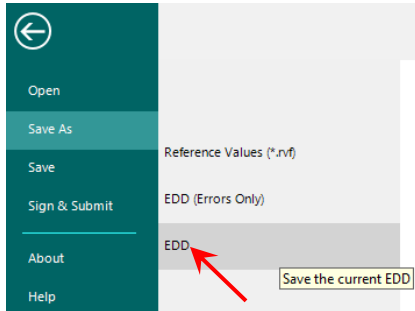 Open
Save As
Save
Sign & Submit
About
Help
Reference Values (*.rvf)
EDD (Errors Only)
EDD
Save the current EDD